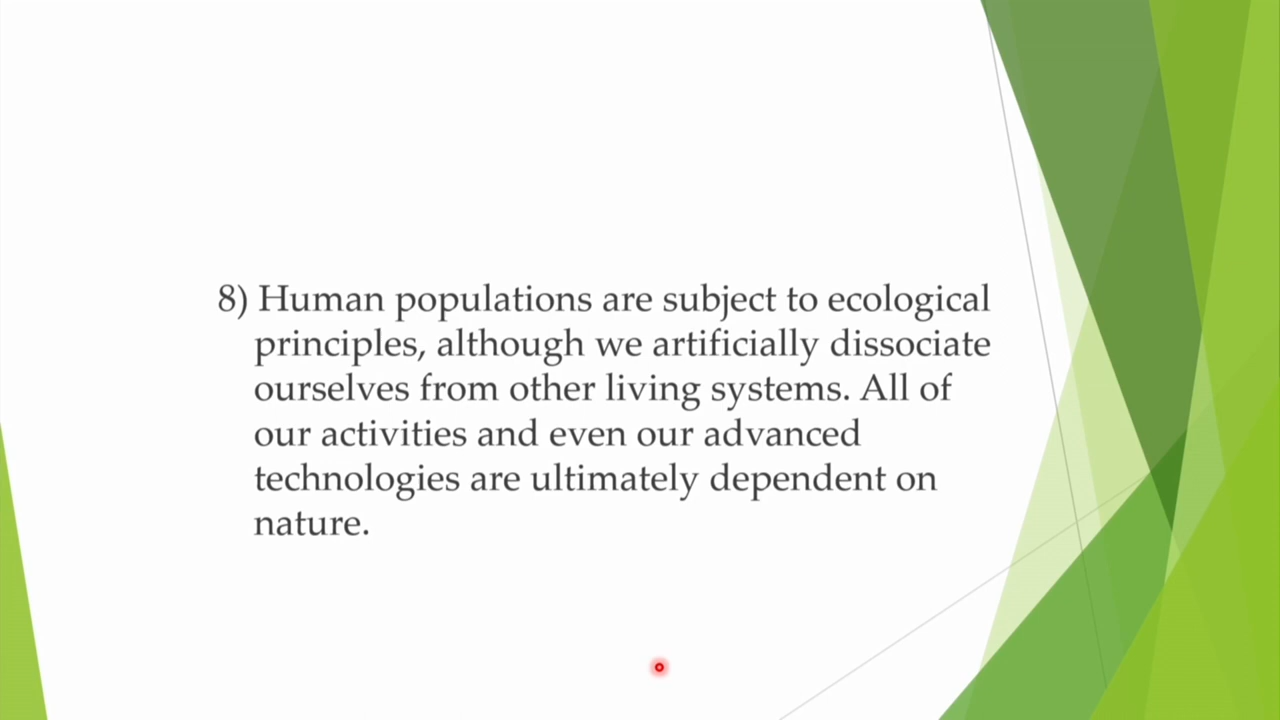 8) Human populations are subject to ecological
principles, although we artificially dissociate
ourselves from other living systems. All of
our activities and even our advanced
technologies are ultimately dependent on
nature.